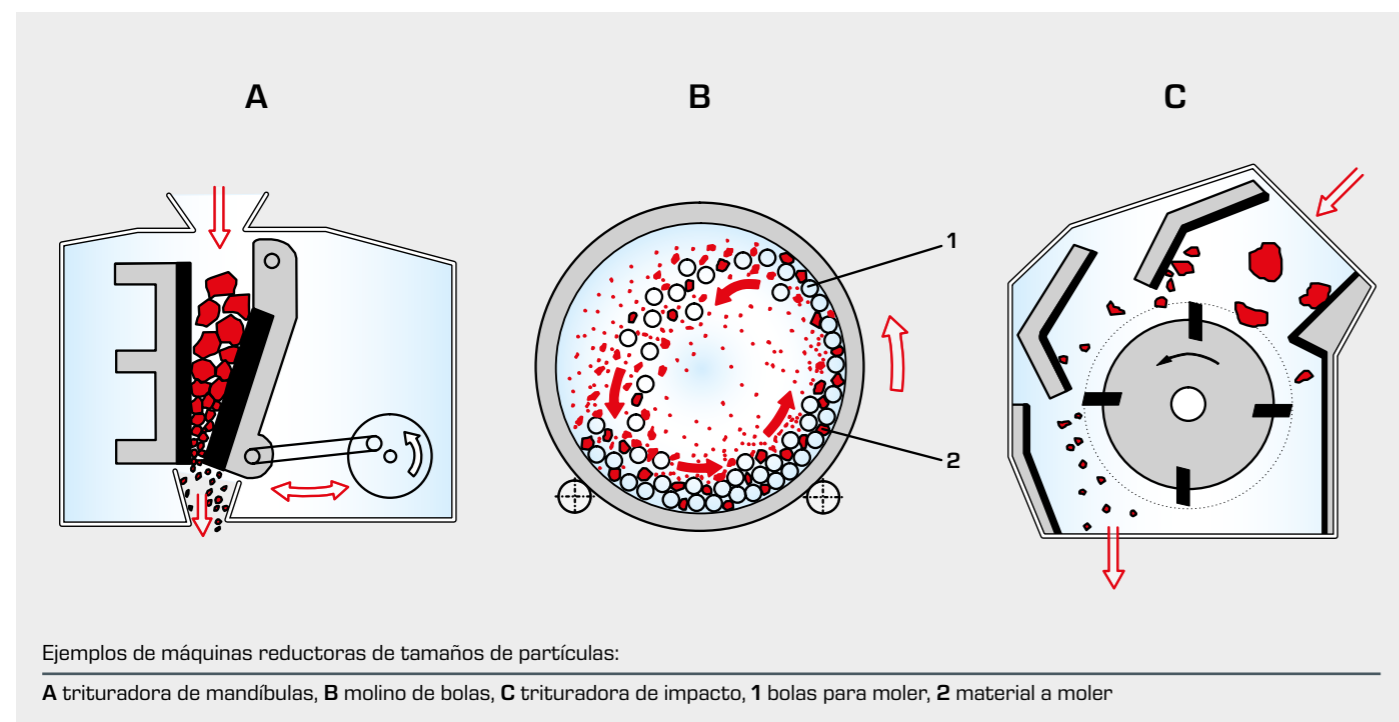 A
B
C
1
2
Ejemplos de máquinas reductoras de tamaños de partículas:
A trituradora de mandíbulas, B molino de bolas, C trituradora de impacto, 1 bolas para moler, 2 material a moler